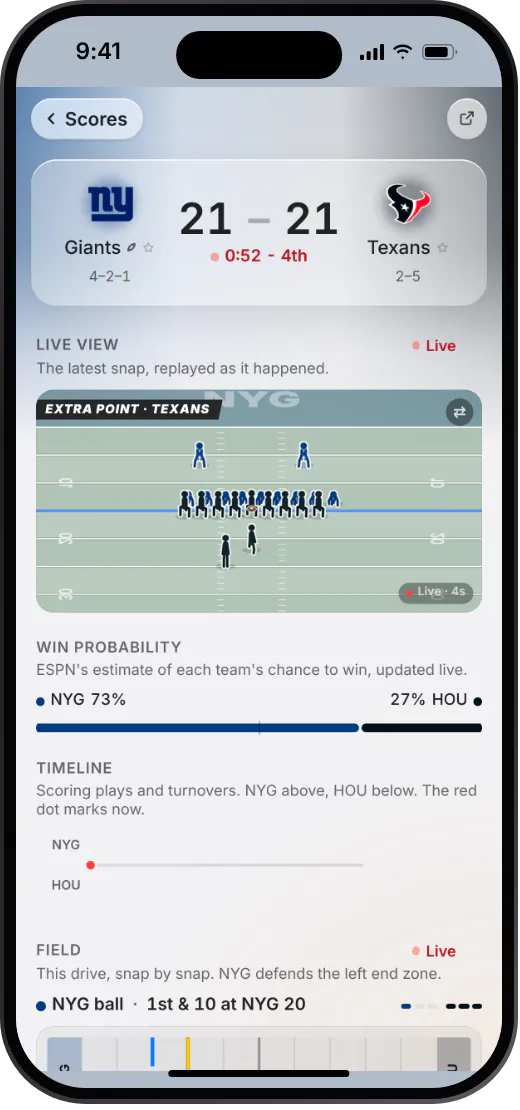 9:41
Scores
ny
21 – 21
Giants
Texans
0:52 - 4th
4–2–1
2–5
LIVE VIEW
Live
The latest snap, replayed as it happened.
NYG
EXTRA POINT · TEXANS
Live · 4s
WIN PROBABILITY
ESPN's estimate of each team's chance to win, updated live.
NYG 73%
27% HOU
TIMELINE
Scoring plays and turnovers. NYG above, HOU below. The red
dot marks now.
NYG
HOU
FIELD
Live
This drive, snap by snap. NYG defends the left end zone.
NYG ball · 1st & 10 at NYG 20